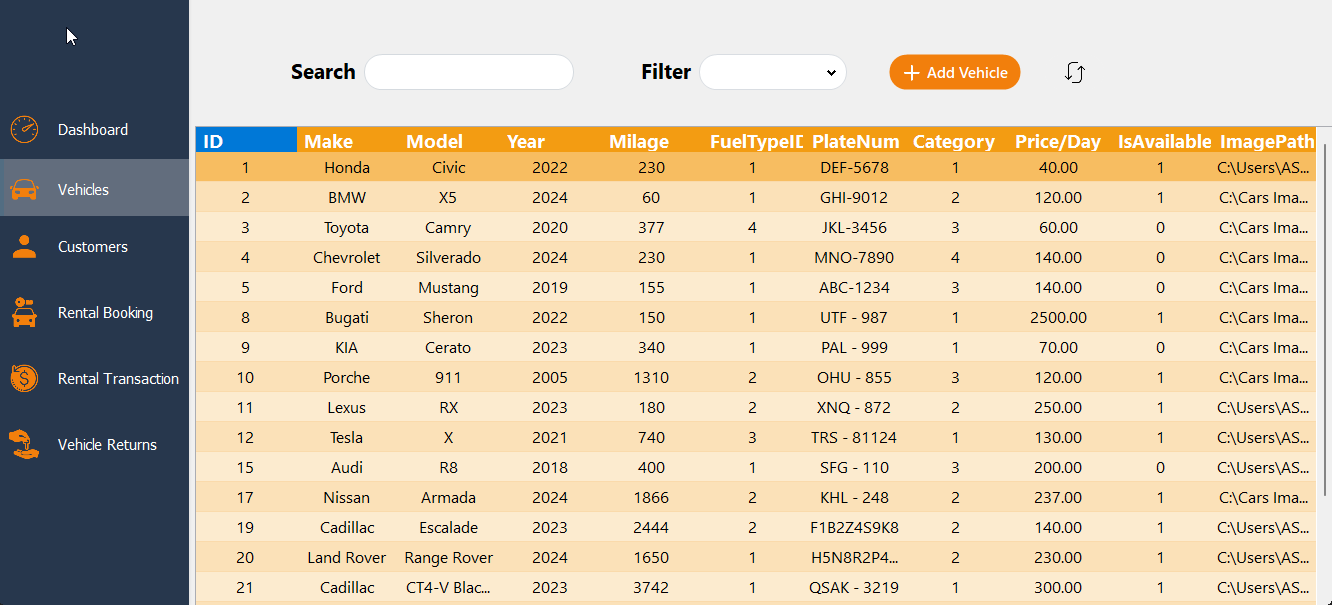 Search
Filter
Add Vehicle
Dashboard
Vehicles
Customers
Rental Booking
Rental Transaction
Vehicle Returns
ID Make Model Year Milage FuelTypeID PlateNum Category Price/Day IsAvailable ImagePath
1 Honda Civic 2022 230 1 DEF-5678 1 40.00 1 C:\Users\AS...
2 BMW X5 2024 60 1 GHI-9012 2 120.00 1 C:\Cars Ima...
3 Toyota Camry 2020 377 4 JKL-3456 3 60.00 0 C:\Cars Ima...
4 Chevrolet Silverado 2024 230 1 MNO-7890 4 140.00 0 C:\Cars Ima...
5 Ford Mustang 2019 155 1 ABC-1234 3 140.00 0 C:\Cars Ima...
8 Bugati Sheron 2022 150 1 UTF - 987 1 2500.00 1 C:\Cars Ima...
9 KIA Cerato 2023 340 1 PAL - 999 1 70.00 0 C:\Cars Ima...
10 Porche 911 2005 1310 2 OHU - 855 3 120.00 1 C:\Cars Ima...
11 Lexus RX 2023 180 2 XNQ - 872 2 250.00 1 C:\Users\AS...
12 Tesla X 2021 740 3 TRS - 81124 1 130.00 1 C:\Users\AS...
15 Audi R8 2018 400 1 SFG - 110 3 200.00 0 C:\Users\AS...
17 Nissan Armada 2024 1866 2 KHL - 248 2 237.00 1 C:\Cars Ima...
19 Cadillac Escalade 2023 2444 2 F1B2Z4S9K8 2 140.00 1 C:\Users\AS...
20 Land Rover Range Rover 2024 1650 1 H5N8R2P4... 2 230.00 1 C:\Users\AS...
21 Cadillac CT4-V Blac... 2023 3742 1 QSAK - 3219 1 300.00 1 C:\Users\AS...